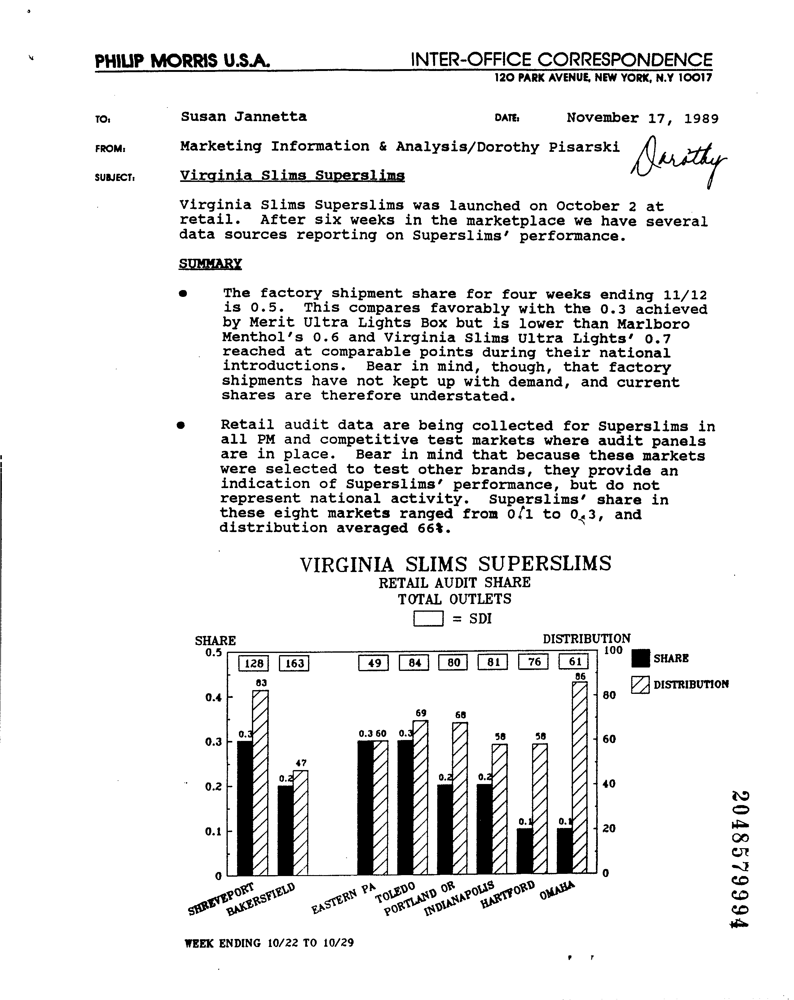 PHILIP MORRIS U.S.A. INTER-OFFICE CORRESPONDENCE
120 PARK AVENUE, NEW YORK, N.Y 10017
TO: Susan Jannetta DATE: November 17, 1989
FROM: Marketing Information & Analysis/Dorothy Pisarski Dorothy
SUBJECT: Virginia Slims Superslims
Virginia Slims Superslims was launched on October 2 at
retail. After six weeks in the marketplace we have several
data sources reporting on Superslims' performance.
SUMMARY
● The factory shipment share for four weeks ending 11/12
is 0.5. This compares favorably with the 0.3 achieved
by Merit Ultra Lights Box but is lower than Marlboro
Menthol's 0.6 and Virginia Slims Ultra Lights' 0.7
reached at comparable points during their national
introductions. Bear in mind, though, that factory
shipments have not kept up with demand, and current
shares are therefore understated.
● Retail audit data are being collected for Superslims in
all PM and competitive test markets where audit panels
are in place. Bear in mind that because these markets
were selected to test other brands, they provide an
indication of Superslims' performance, but do not
represent national activity. Superslims' share in
these eight markets ranged from 0.1 to 0.3, and
distribution averaged 66%.
VIRGINIA SLIMS SUPERSLIMS
RETAIL AUDIT SHARE
TOTAL OUTLETS
= SDI
SHARE DISTRIBUTION
0.5 100
128 163 49 84 80 81 76 61
SHARE
DISTRIBUTION
83 86
0.4 80
69 68
0.3 0.3 0.3 60 0.3 58 58 60
47
0.2 0.2 0.2 0.2 40
0.1 0.1 0.1 20
0 0
SHREVEPORT BAKERSFIELD EASTERN PA TOLEDO PORTLAND OR INDIANAPOLIS HARTFORD OMAHA
WEEK ENDING 10/22 TO 10/29
2048579994